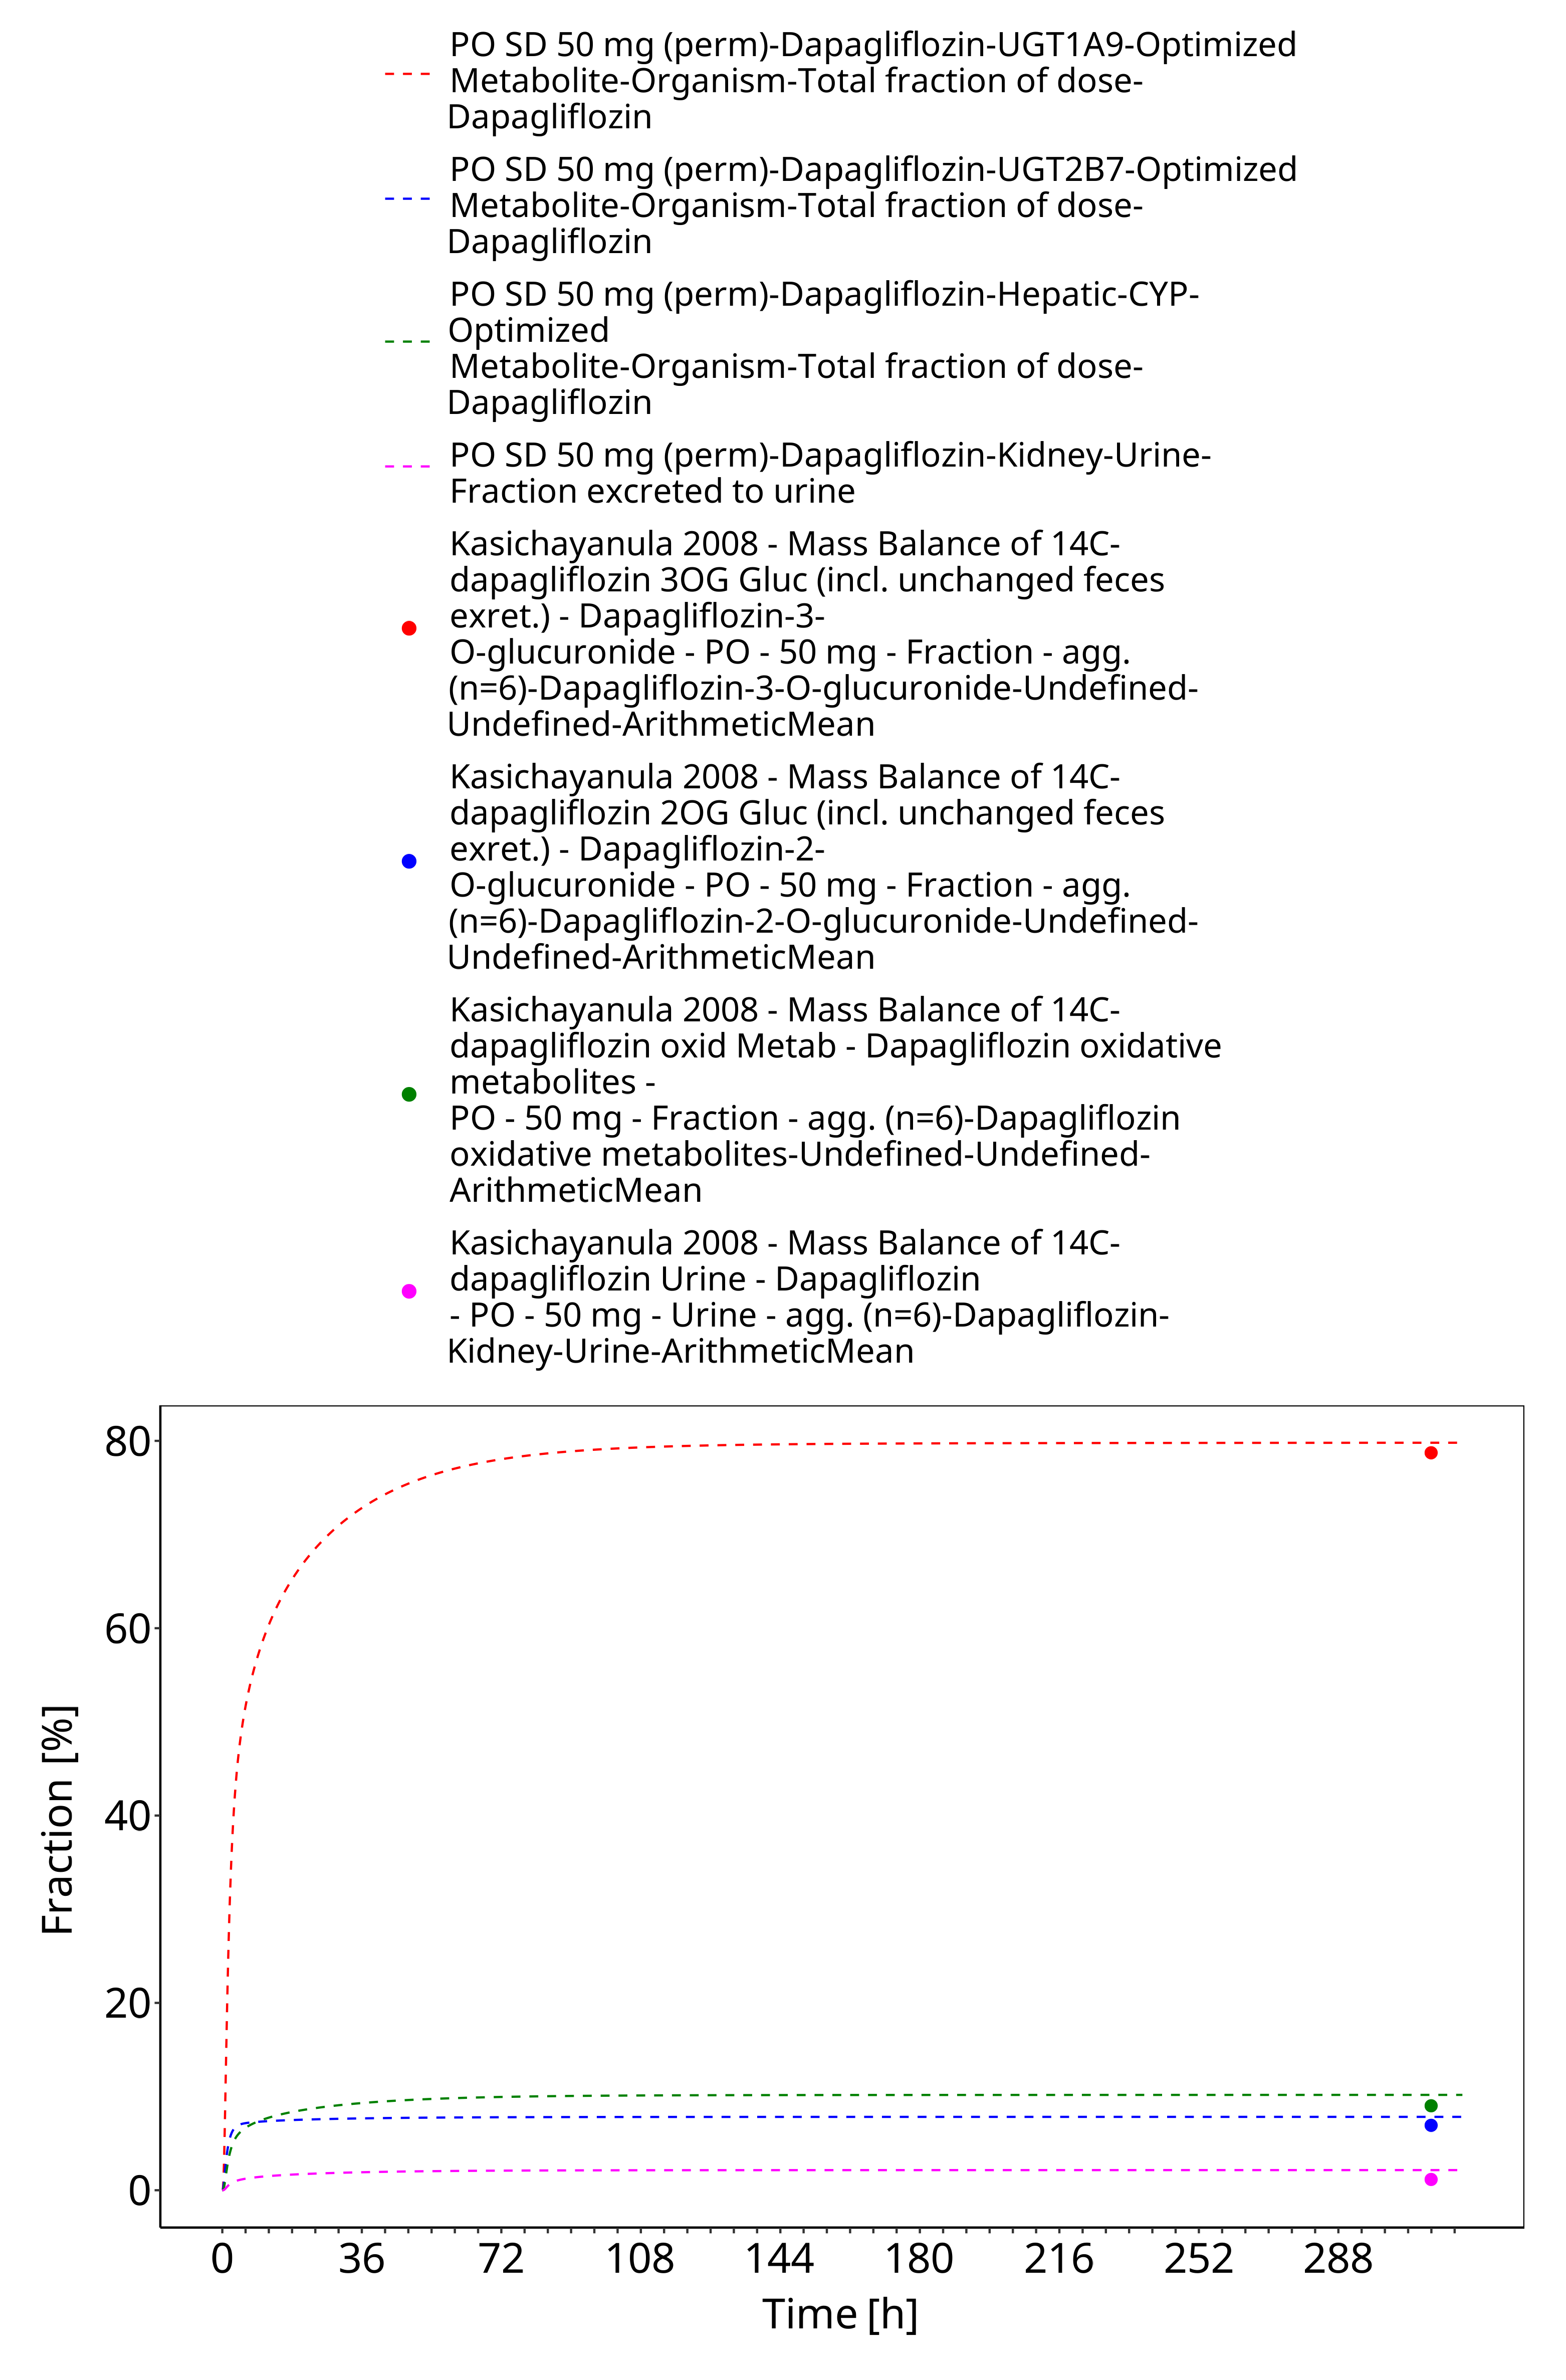 PO SD 50 mg (perm)-Dapagliflozin-UGT1A9-Optimized
Metabolite-Organism-Total fraction of dose-
Dapagliflozin
PO SD 50 mg (perm)-Dapagliflozin-UGT2B7-Optimized
Metabolite-Organism-Total fraction of dose-
Dapagliflozin
PO SD 50 mg (perm)-Dapagliflozin-Hepatic-CYP-
Optimized
Metabolite-Organism-Total fraction of dose-
Dapagliflozin
PO SD 50 mg (perm)-Dapagliflozin-Kidney-Urine-
Fraction excreted to urine
Kasichayanula 2008 - Mass Balance of 14C-
dapagliflozin 3OG Gluc (incl. unchanged feces
exret.) - Dapagliflozin-3-
O-glucuronide - PO - 50 mg - Fraction - agg.
(n=6)-Dapagliflozin-3-O-glucuronide-Undefined-
Undefined-ArithmeticMean
Kasichayanula 2008 - Mass Balance of 14C-
dapagliflozin 2OG Gluc (incl. unchanged feces
exret.) - Dapagliflozin-2-
O-glucuronide - PO - 50 mg - Fraction - agg.
(n=6)-Dapagliflozin-2-O-glucuronide-Undefined-
Undefined-ArithmeticMean
Kasichayanula 2008 - Mass Balance of 14C-
dapagliflozin oxid Metab - Dapagliflozin oxidative
metabolites -
PO - 50 mg - Fraction - agg. (n=6)-Dapagliflozin
oxidative metabolites-Undefined-Undefined-
ArithmeticMean
Kasichayanula 2008 - Mass Balance of 14C-
dapagliflozin Urine - Dapagliflozin
- PO - 50 mg - Urine - agg. (n=6)-Dapagliflozin-
Kidney-Urine-ArithmeticMean
80
60
40
20
0
Fraction [%]
0 36 72 108 144 180 216 252 288
Time [h]